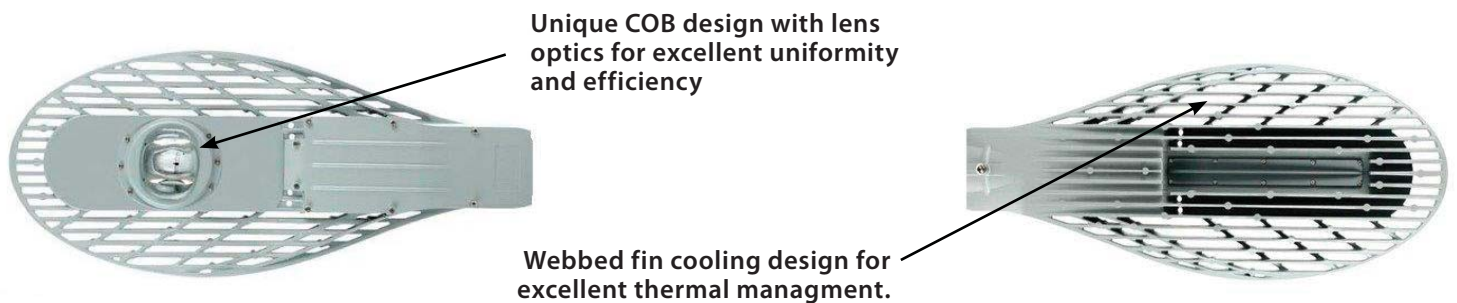 Unique COB design with lens
optics for excellent uniformity
and efficiency
Webbed fin cooling design for
excellent thermal managment.